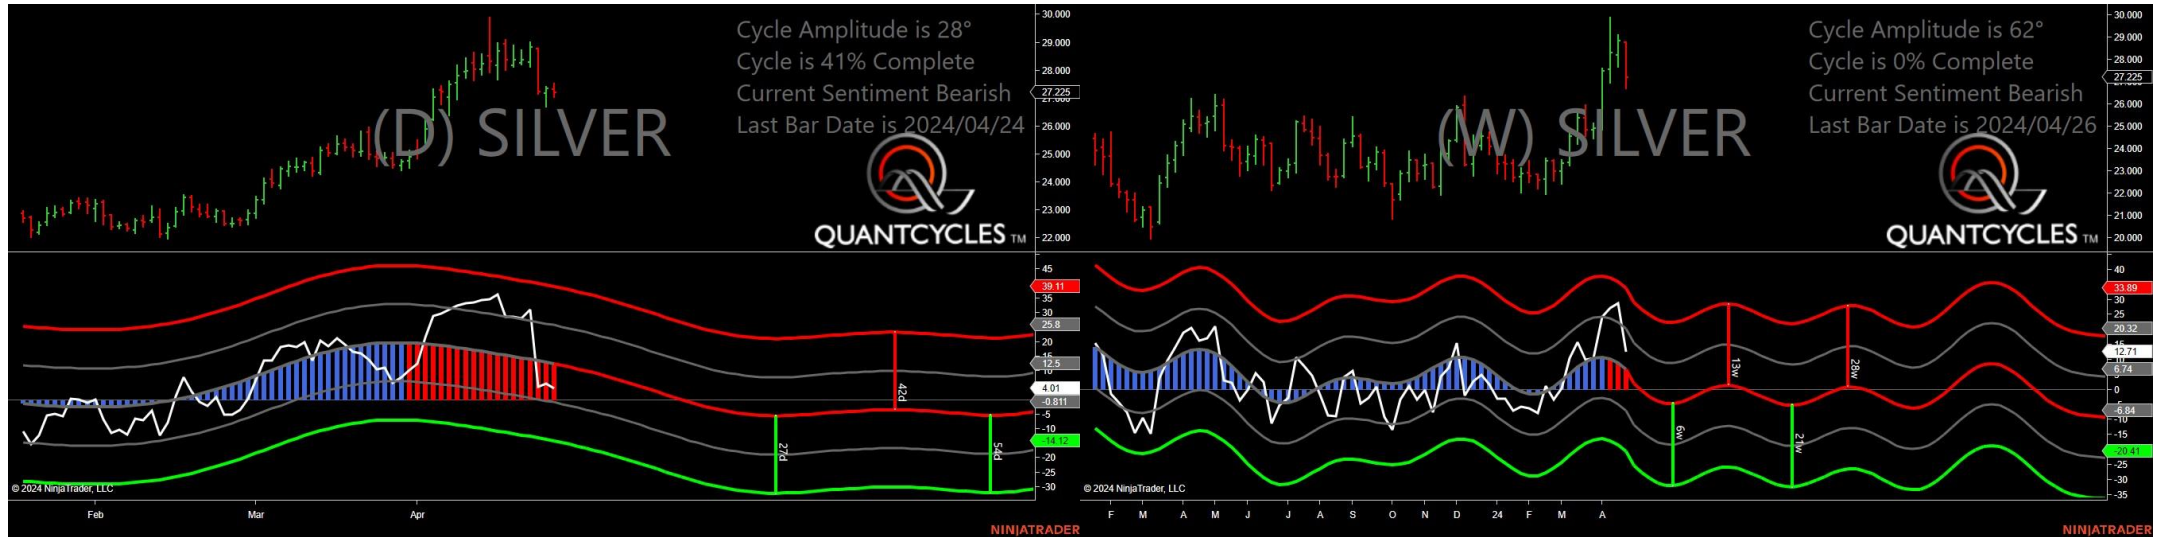 Cycle Amplitude is 28°
Cycle is 41% Complete
Current Sentiment Bearish
Last Bar Date is 2024/04/24
(D) SILVER
QUANTCYCLES TM
30.000
29.000
28.000
27.225
26.000
25.000
24.000
23.000
22.000
45
39.11
35
30
25.8
20
15
12.5
4.01
-0.811
-5
-10
-14.12
-20
-25
-30
27d
42d
54d
© 2024 NinjaTrader, LLC
Feb
Mar
Apr
NINJATRADER
Cycle Amplitude is 62°
Cycle is 0% Complete
Current Sentiment Bearish
Last Bar Date is 2024/04/26
(W) SILVER
QUANTCYCLES TM
30.000
29.000
28.000
27.225
26.000
25.000
24.000
23.000
22.000
21.000
20.000
40
33.89
30
25
20.32
12.71
6.74
0
-6.84
-15
-20.41
-25
-30
-35
6w
13w
21w
28w
© 2024 NinjaTrader, LLC
F
M
A
M
J
J
A
S
O
N
D
24
F
M
A
NINJATRADER